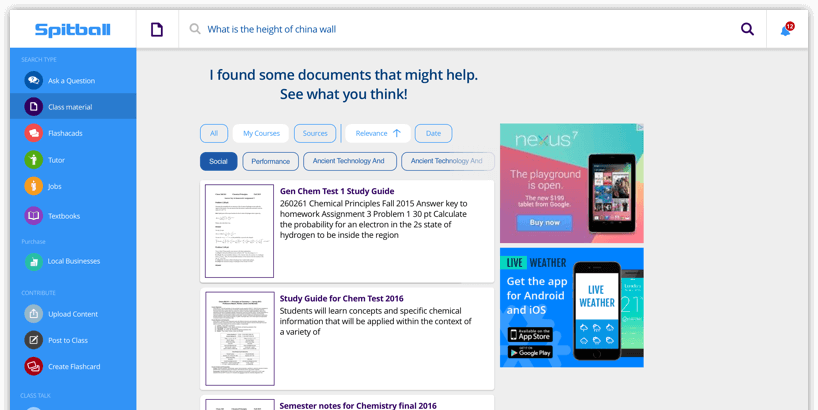 Spitball
What is the height of china wall
12
SEARCH TYPE
Ask a Question
Class material
Flashcads
Tutor
Jobs
Textbooks
Purchase
Local Businesses
CONTRIBUTE
Upload Content
Post to Class
Create Flashcard
CLASS TALK
I found some documents that might help.
See what you think!
All
My Courses
Sources
Relevance
Date
Social
Performance
Ancient Technology And
Ancient Technology And
Gen Chem Test 1 Study Guide
260261 Chemical Principles Fall 2015 Answer key to
homework Assignment 3 Problem 1 30 pt Calculate
the probability for an electron in the 2s state of
hydrogen to be inside the region
Study Guide for Chem Test 2016
Students will learn concepts and specific chemical
information that will be applied within the context of
a variety of
Semester notes for Chemistry final 2016
nexus 7
The playground
is open.
The new $199
tablet from Google.
Buy now
LIVE WEATHER
Get the app
for Android
and iOS
Available on the
App Store
GET IT ON
Google Play
LIVE
WEATHER